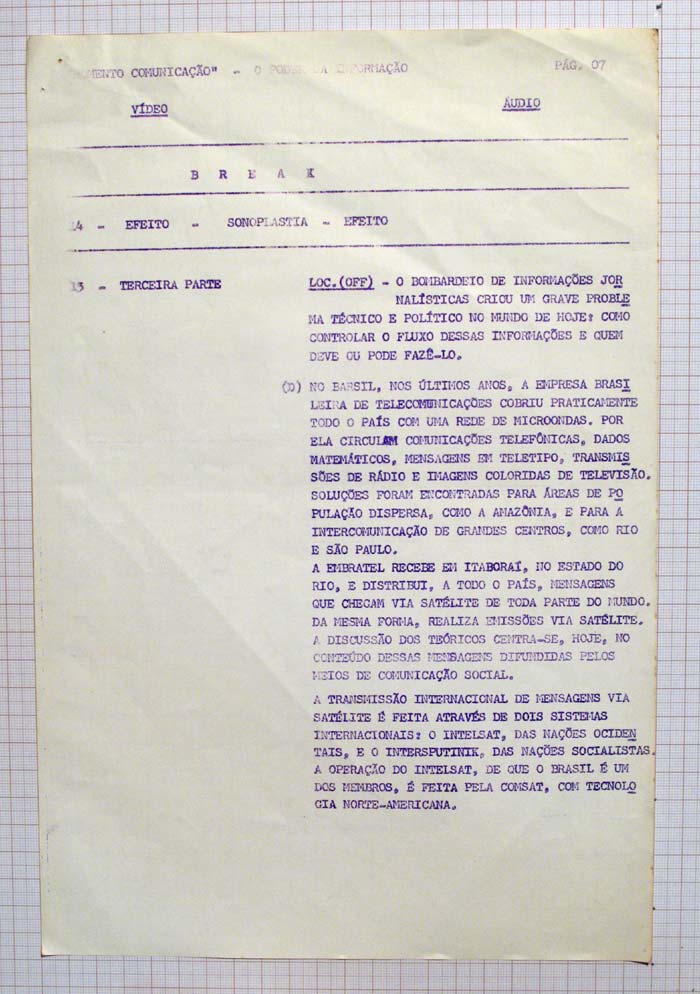 MOMENTO COMUNICAÇÃO" - O PODER DA INFORMAÇÃO PÁG. 07
VÍDEO ÁUDIO
B R E A K
14 - EFEITO - SONOPLASTIA - EFEITO
13 - TERCEIRA PARTE LOC.(OFF) - O BOMBARDEIO DE INFORMAÇÕES JOR
NALÍSTICAS CRIOU UM GRAVE PROBLE
MA TÉCNICO E POLÍTICO NO MUNDO DE HOJE: COMO
CONTROLAR O FLUXO DESSAS INFORMAÇÕES E QUEM
DEVE OU PODE FAZÊ-LO.
(D) NO BARSIL, NOS ÚLTIMOS ANOS, A EMPRESA BRASI
LEIRA DE TELECOMUNICAÇÕES COBRIU PRATICAMENTE
TODO O PAÍS COM UMA REDE DE MICROONDAS. POR
ELA CIRCULAM COMUNICAÇÕES TELEFÔNICAS, DADOS
MATEMÁTICOS, MENSAGENS EM TELETIPO, TRANSMIS
SÕES DE RÁDIO E IMAGENS COLORIDAS DE TELEVISÃO.
SOLUÇÕES FORAM ENCONTRADAS PARA ÁREAS DE PO
PULAÇÃO DISPERSA, COMO A AMAZÔNIA, E PARA A
INTERCOMUNICAÇÃO DE GRANDES CENTROS, COMO RIO
E SÃO PAULO.
A EMBRATEL RECEBE EM ITABORAÍ, NO ESTADO DO
RIO, E DISTRIBUI, A TODO O PAÍS, MENSAGENS
QUE CHEGAM VIA SATÉLITE DE TODA PARTE DO MUNDO.
DA MESMA FORMA, REALIZA EMISSÕES VIA SATÉLITE.
A DISCUSSÃO DOS TEÓRICOS CENTRA-SE, HOJE, NO
CONTEÚDO DESSAS MENSAGENS DIFUNDIDAS PELOS
MEIOS DE COMUNICAÇÃO SOCIAL.
A TRANSMISSÃO INTERNACIONAL DE MENSAGENS VIA
SATÉLITE É FEITA ATRAVÉS DE DOIS SISTEMAS
INTERNACIONAIS: O INTELSAT, DAS NAÇÕES OCIDEN
TAIS, E O INTERSPUTINIK, DAS NAÇÕES SOCIALISTAS.
A OPERAÇÃO DO INTELSAT, DE QUE O BRASIL É UM
DOS MEMBROS, É FEITA PELA COMSAT, COM TECNOLO
GIA NORTE-AMERICANA.